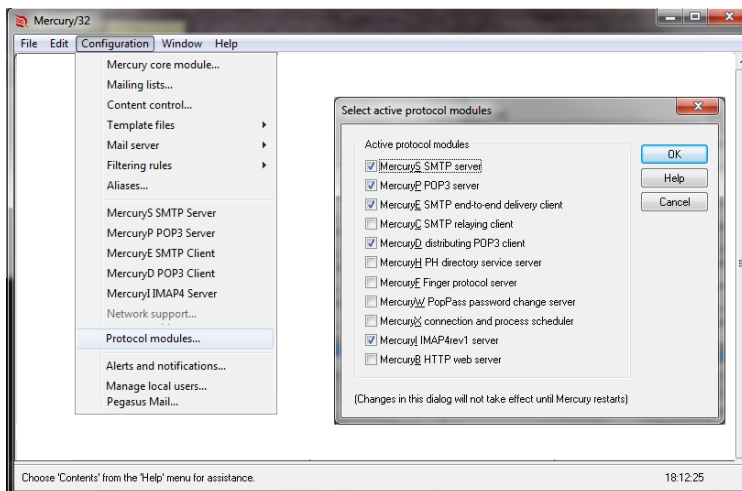 Mercury/32
File Edit Configuration Window Help
Mercury core module...
Mailing lists...
Content control...
Template files
Mail server
Filtering rules
Aliases...
MercuryS SMTP Server
MercuryP POP3 Server
MercuryE SMTP Client
MercuryD POP3 Client
MercuryI IMAP4 Server
Network support...
Protocol modules...
Alerts and notifications...
Manage local users...
Pegasus Mail...
Select active protocol modules
Active protocol modules
MercuryS SMTP server
MercuryP POP3 server
MercuryE SMTP end-to-end delivery client
MercuryC SMTP relaying client
MercuryD distributing POP3 client
MercuryH PH directory service server
MercuryF Finger protocol server
MercuryW PopPass password change server
MercuryX connection and process scheduler
MercuryI IMAP4rev1 server
MercuryB HTTP web server
(Changes in this dialog will not take effect until Mercury restarts)
OK
Help
Cancel
Choose 'Contents' from the 'Help' menu for assistance.
18:12:25